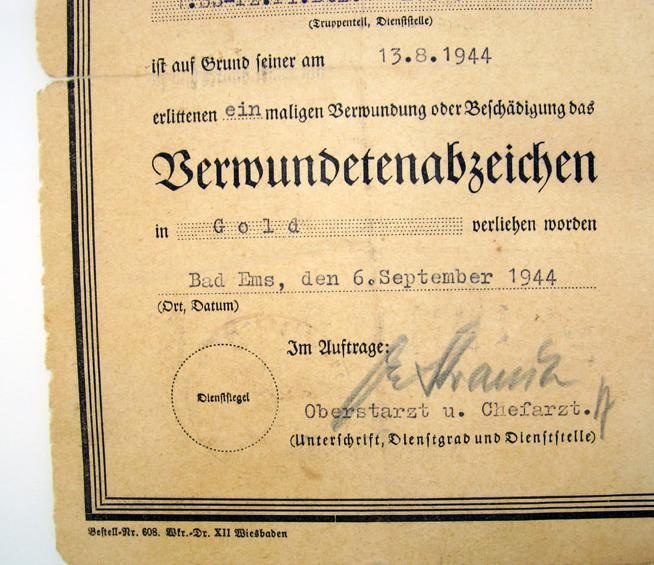 (Truppenteil, Dienststelle)
ist auf Grund seiner am 13.8.1944
erlittenen ein maligen Verwundung oder Beschädigung das
Verwundetenabzeichen
in Gold verliehen worden
Bad Ems, den 6.September 1944
(Ort, Datum)
Im Auftrage:
Dienstsiegel
Oberstarzt u. Chefarzt.
(Unterschrift, Dienstgrad und Dienststelle)
Bestell-Nr. 608. Wkr.-Dr. XII Wiesbaden